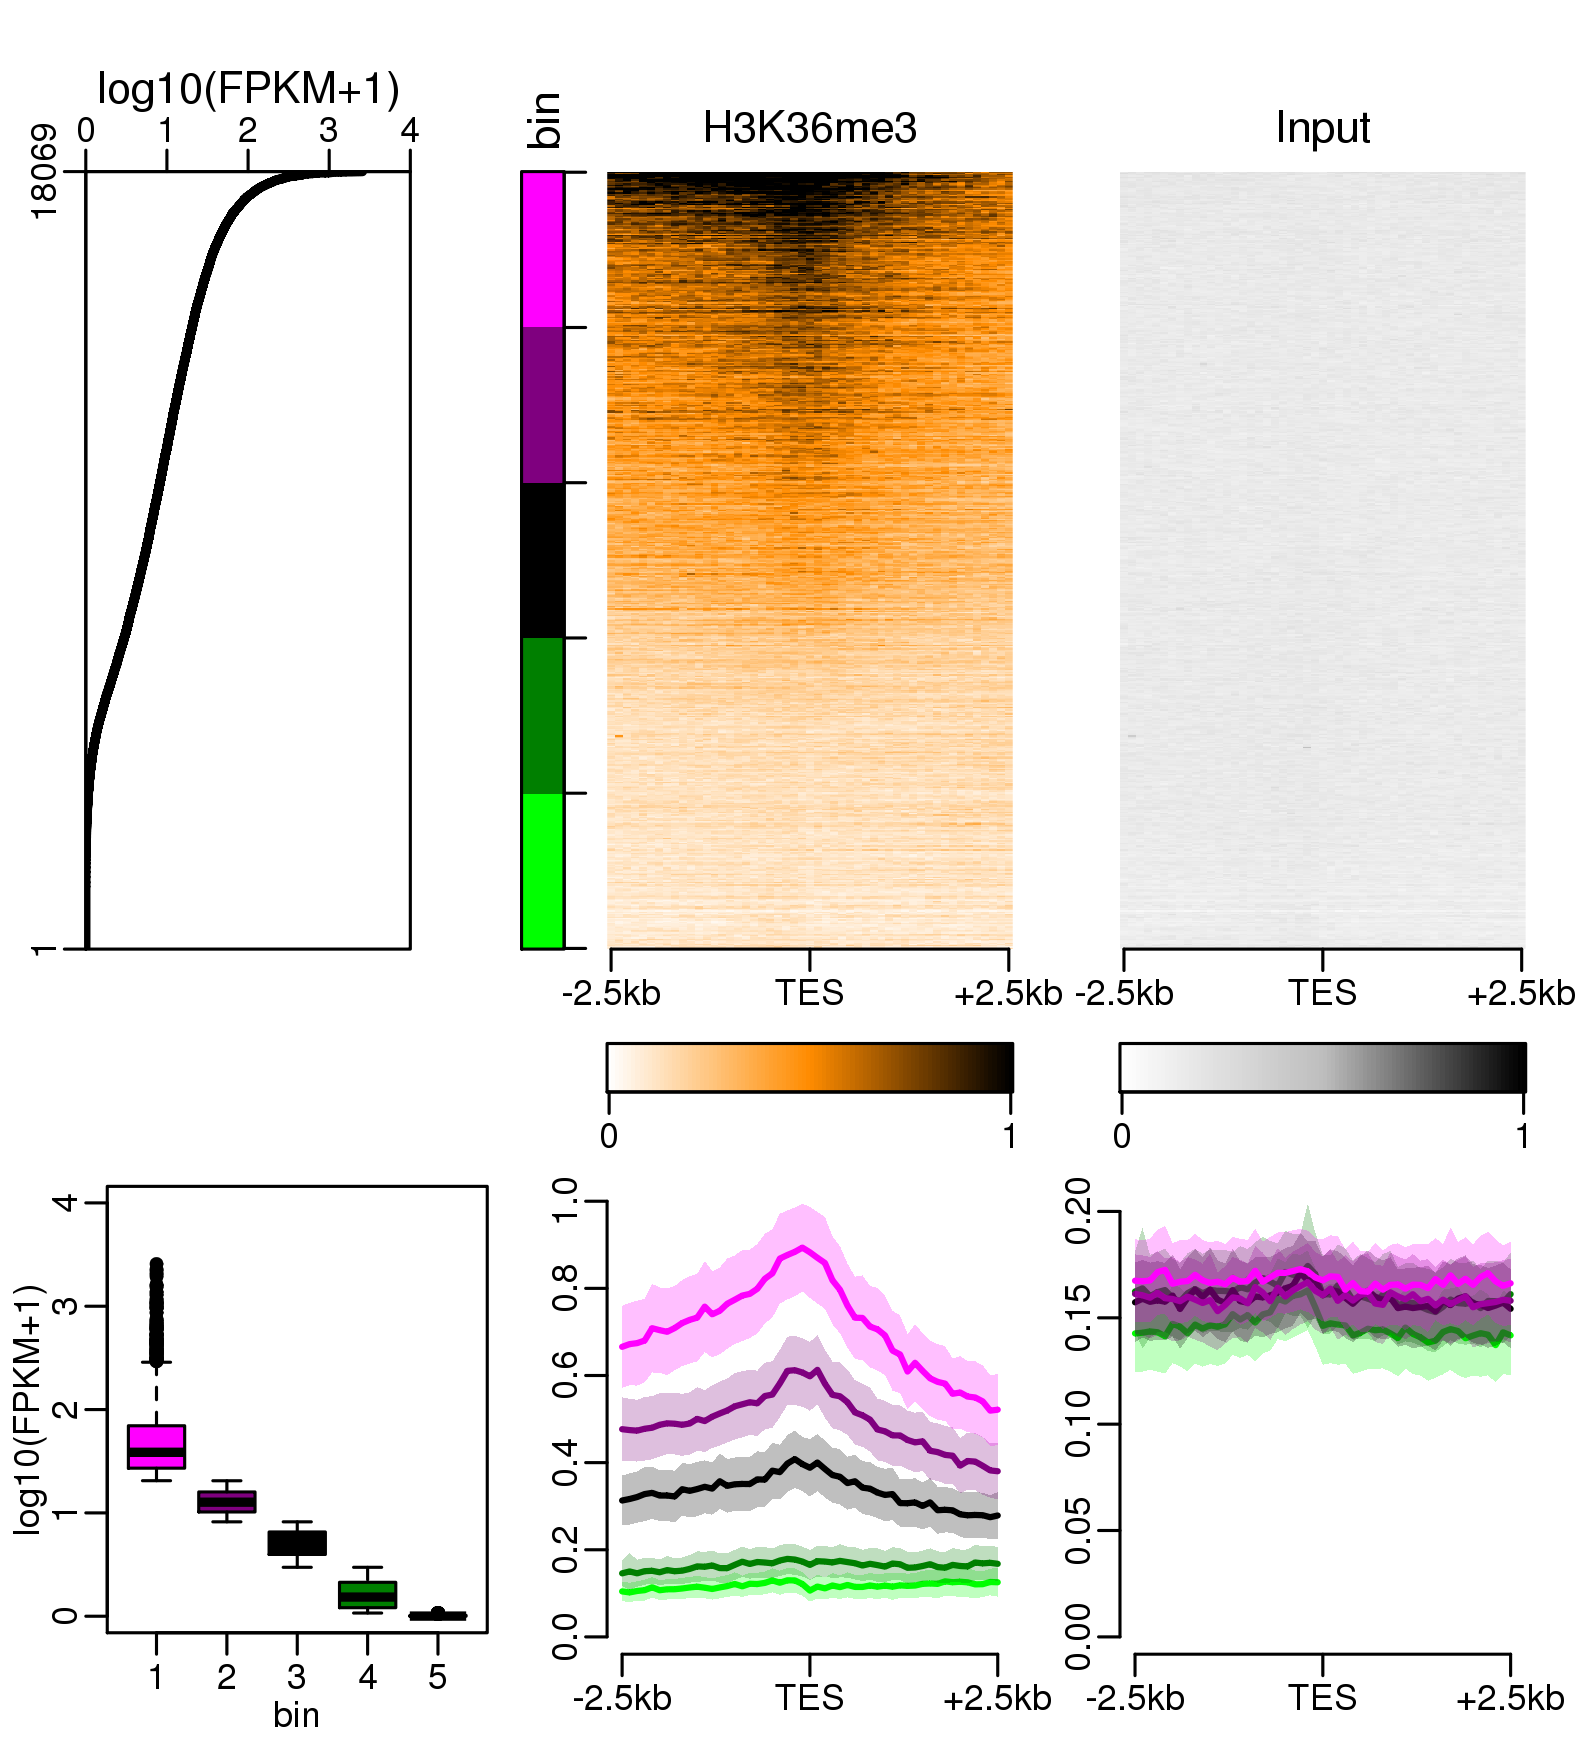 log10(FPKM+1)
0 1 2 3 4
18069
1
bin
H3K36me3
Input
-2.5kb TES +2.5kb
-2.5kb TES +2.5kb
0 1
0 1
log10(FPKM+1)
4
3
2
1
0
1 2 3 4 5
bin
1.0
0.8
0.6
0.4
0.2
0.0
-2.5kb TES +2.5kb
0.20
0.15
0.10
0.05
0.00
-2.5kb TES +2.5kb